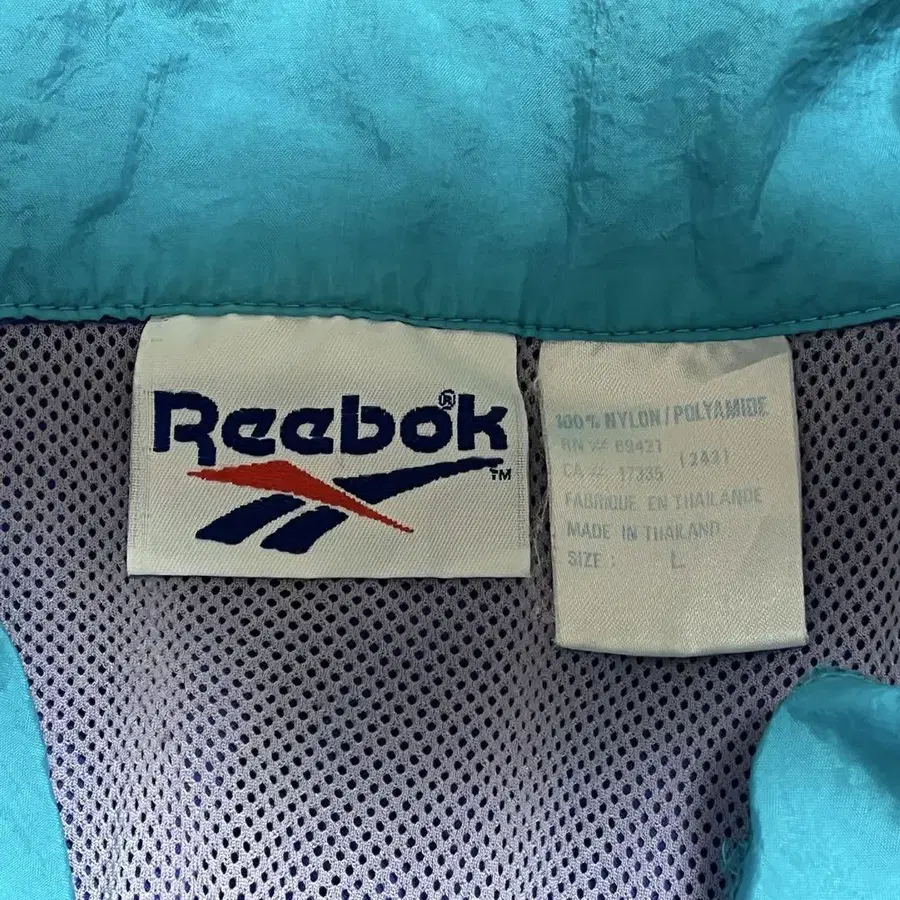 Reebok®
TM
100% NYLON / POLYAMIDE
RN # 69421
CA # 17335 (243)
FABRIQUE EN THAILANDE
MADE IN THAILAND
SIZE : L